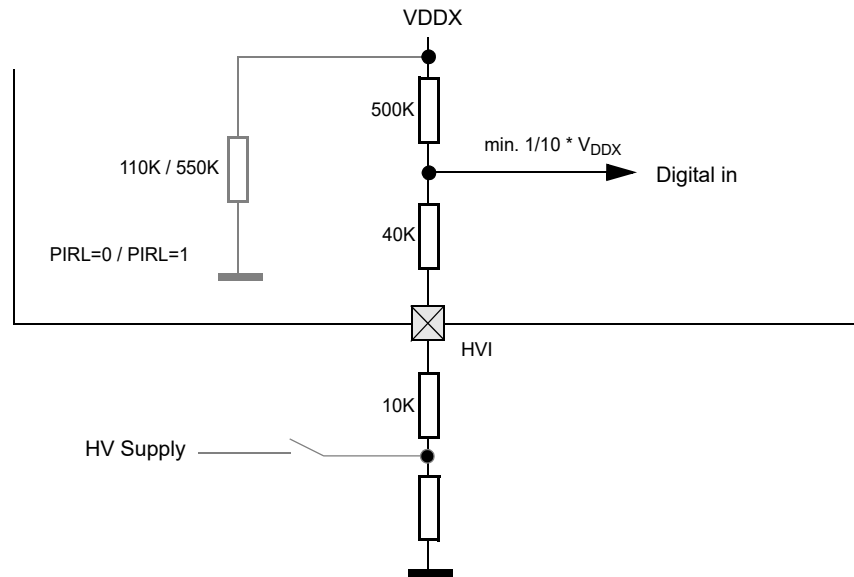 VDDX
500K
min. 1/10 * VDDX
110K / 550K
Digital in
40K
PIRL=0 / PIRL=1
HVI
10K
HV Supply